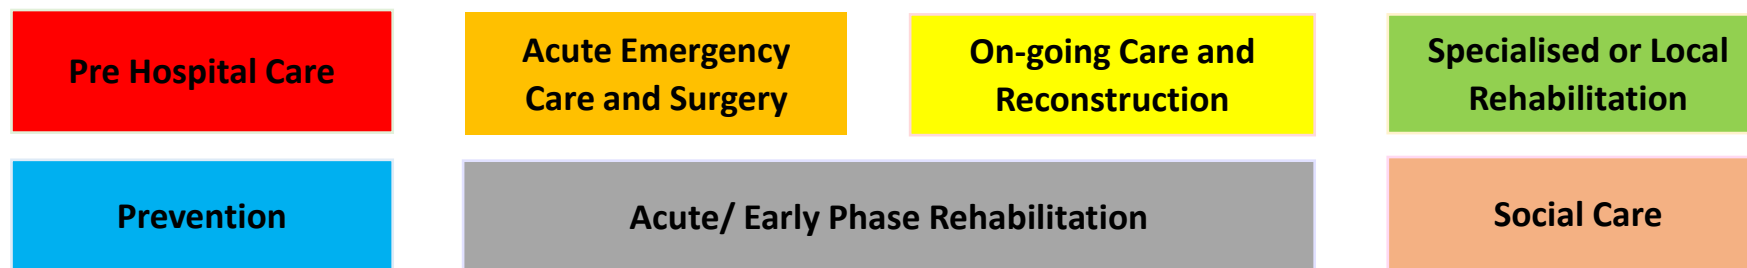 Pre Hospital Care
Acute Emergency
Care and Surgery
On-going Care and
Reconstruction
Specialised or Local
Rehabilitation
Prevention
Acute/ Early Phase Rehabilitation
Social Care